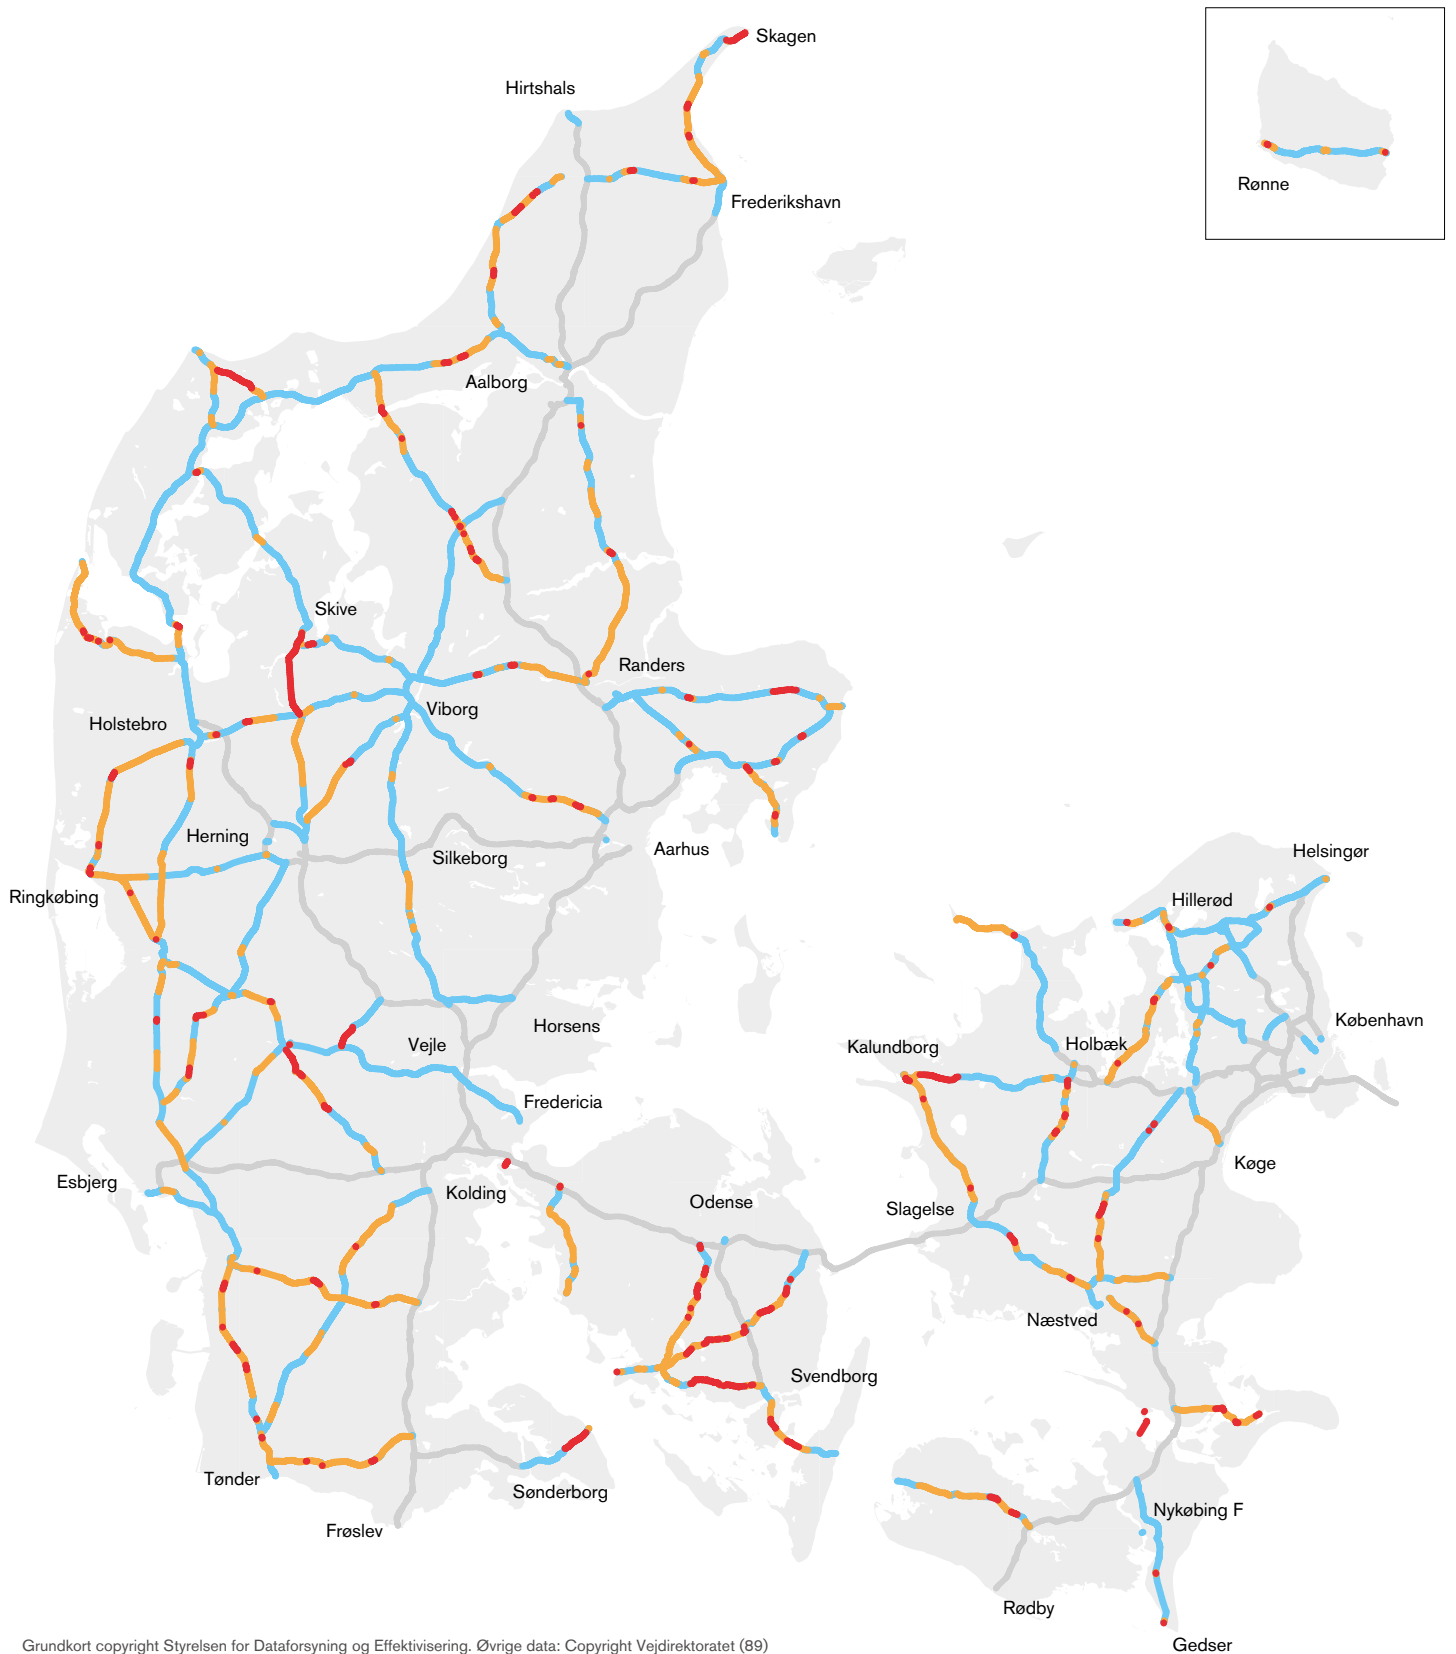 Skagen
Hirtshals
Rønne
Frederikshavn
Aalborg
Skive
Randers
Viborg
Holstebro
Herning
Silkeborg
Aarhus
Helsingør
Ringkøbing
Hillerød
Horsens
København
Vejle
Kalundborg
Holbæk
Fredericia
Køge
Esbjerg
Kolding
Odense
Slagelse
Næstved
Svendborg
Tønder
Sønderborg
Nykøbing F
Frøslev
Rødby
Gedser
Grundkort copyright Styrelsen for Dataforsyning og Effektivisering. Øvrige data: Copyright Vejdirektoratet (89)